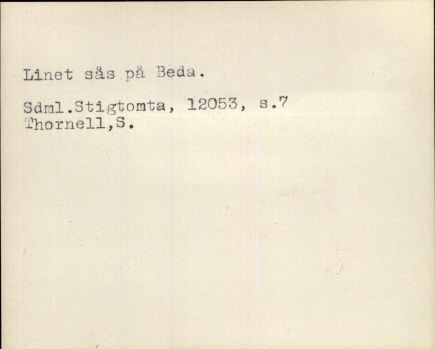 Linet sås på Beda.
Sdml.Stigtomta, 12053, s.7
Thornell,S.